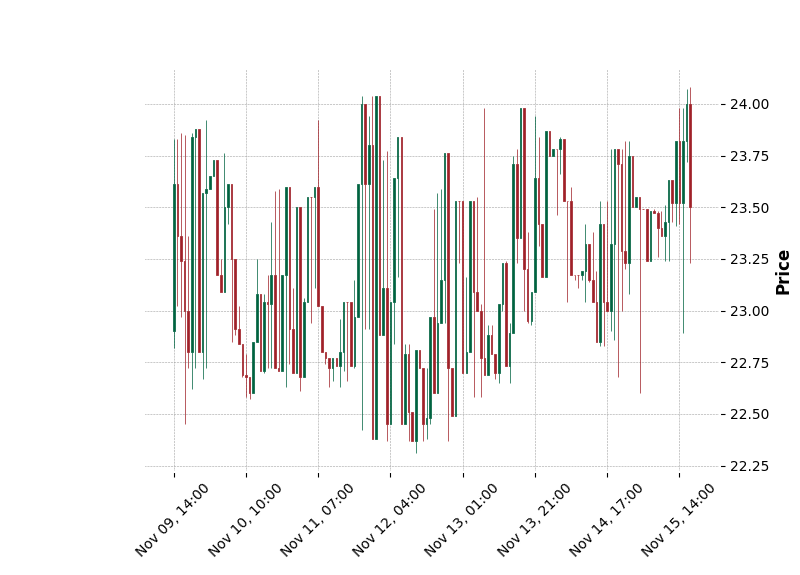 24.00
23.75
23.50
23.25
23.00
22.75
22.50
22.25
Price
Nov 09, 14:00
Nov 10, 10:00
Nov 11, 07:00
Nov 12, 04:00
Nov 13, 01:00
Nov 13, 21:00
Nov 14, 17:00
Nov 15, 14:00